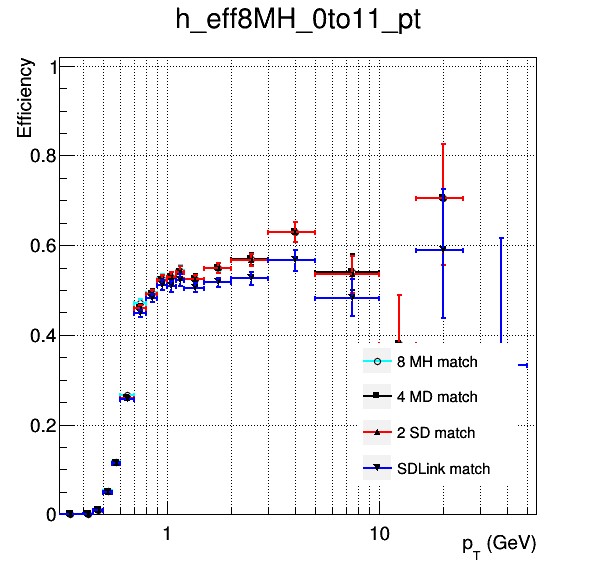 h_eff8MH_0to11_pt
Efficiency
1
0.8
0.6
0.4
0.2
0
8 MH match
4 MD match
2 SD match
SDLink match
1
10
p_T (GeV)